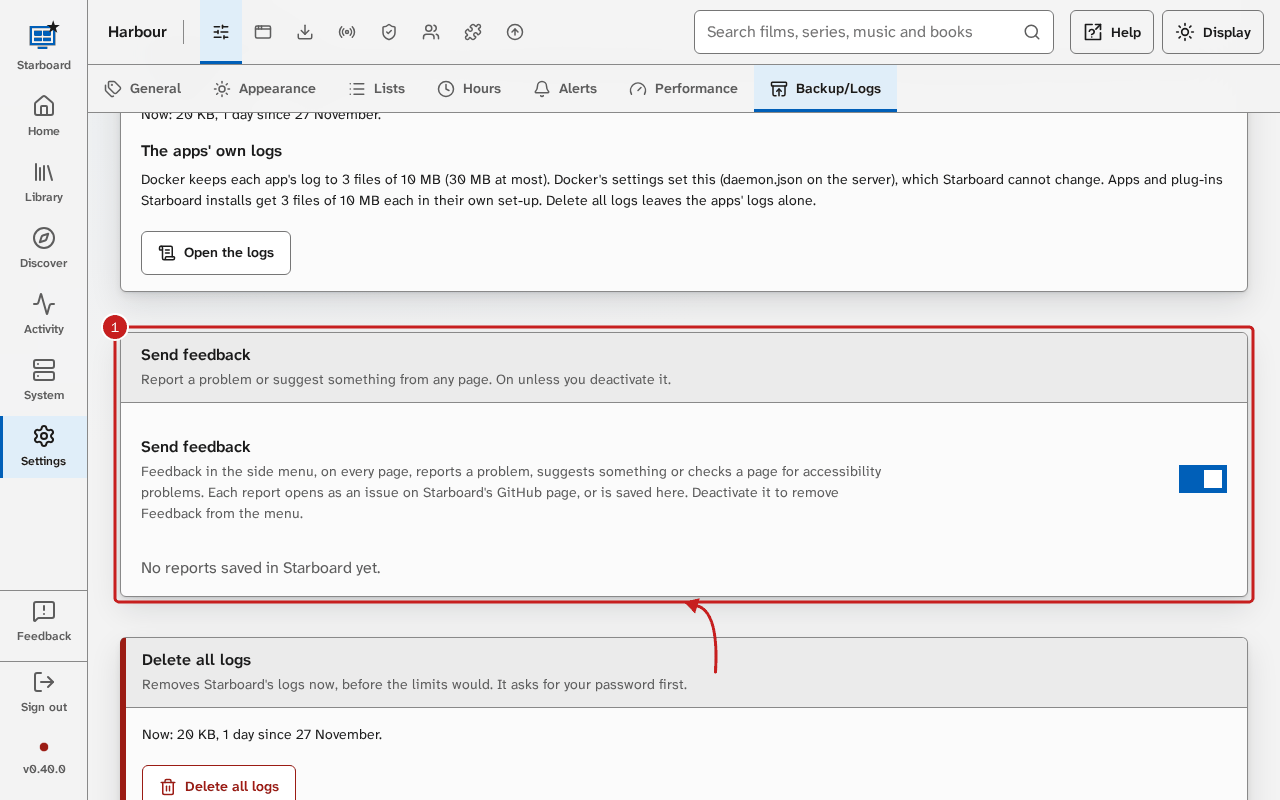 Starboard
Home
Library
Discover
Activity
System
Settings
Feedback
Sign out
v0.40.0
Harbour
Search films, series, music and books
Help
Display
General
Appearance
Lists
Hours
Alerts
Performance
Backup/Logs
Now: 20 KB, 1 day since 27 November.
The apps' own logs
Docker keeps each app's log to 3 files of 10 MB (30 MB at most). Docker's settings set this (daemon.json on the server), which Starboard cannot change. Apps and plug-ins
Starboard installs get 3 files of 10 MB each in their own set-up. Delete all logs leaves the apps' logs alone.
Open the logs
1
Send feedback
Report a problem or suggest something from any page. On unless you deactivate it.
Send feedback
Feedback in the side menu, on every page, reports a problem, suggests something or checks a page for accessibility
problems. Each report opens as an issue on Starboard's GitHub page, or is saved here. Deactivate it to remove
Feedback from the menu.
No reports saved in Starboard yet.
Delete all logs
Removes Starboard's logs now, before the limits would. It asks for your password first.
Now: 20 KB, 1 day since 27 November.
Delete all logs